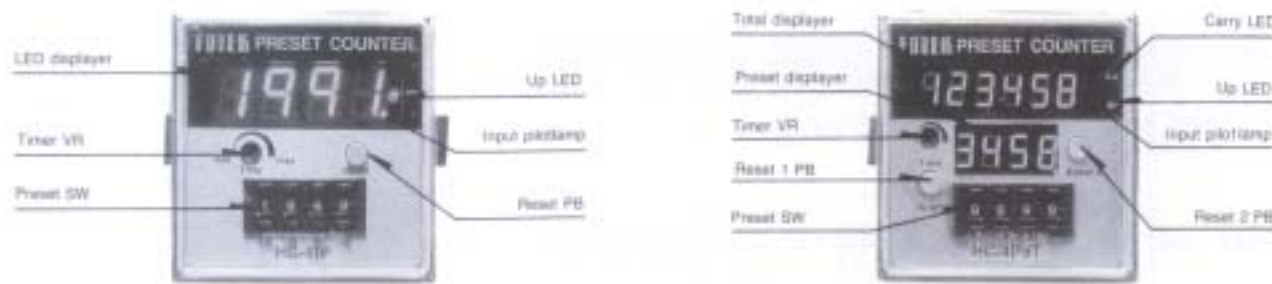 PRESET COUNTER
LED displayer
1991.
Up LED
Timer VR
Input pilotlamp
Preset SW
Reset PB
Total displayer
Carry LED
PRESET COUNTER
Preset displayer
123458
Up LED
Timer VR
Input pilotlamp
3458
Reset 1 PB
Preset SW
Reset 2 PB